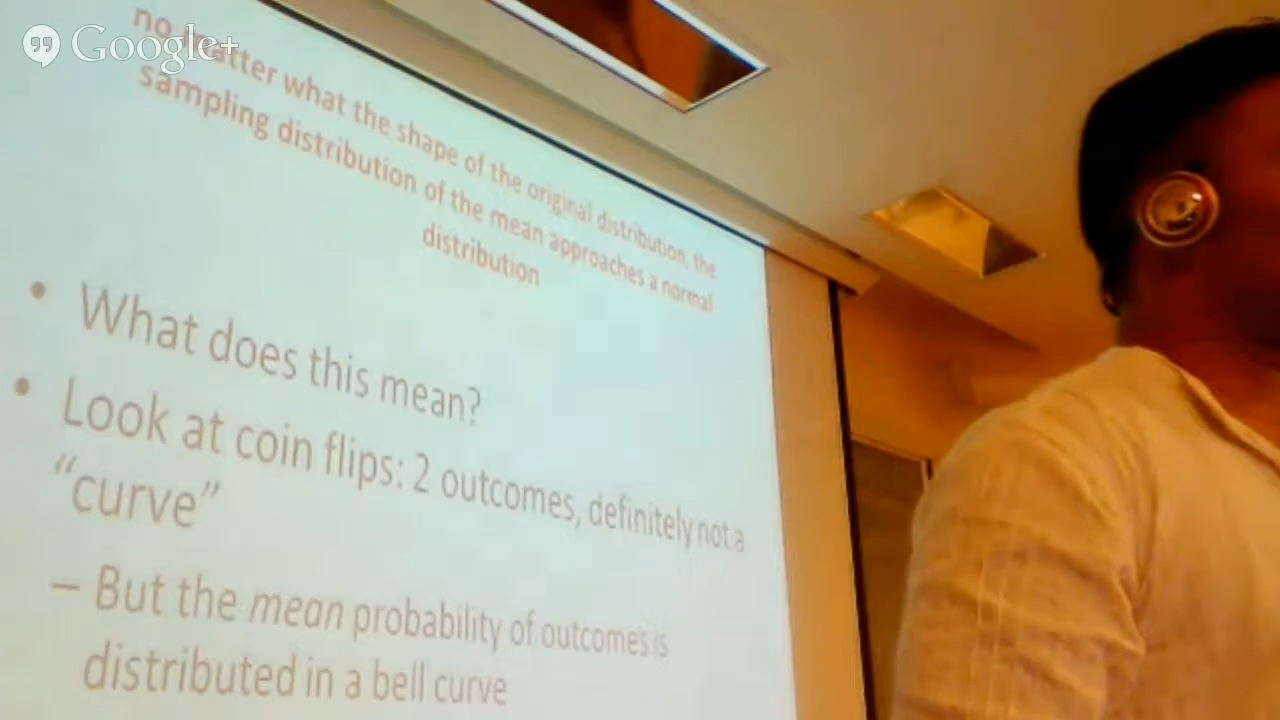 Google+
no matter what the shape of the original distribution, the
sampling distribution of the mean approaches a normal
distribution
• What does this mean?
• Look at coin flips: 2 outcomes, definitely not a
“curve”
– But the mean probability of outcomes is
distributed in a bell curve